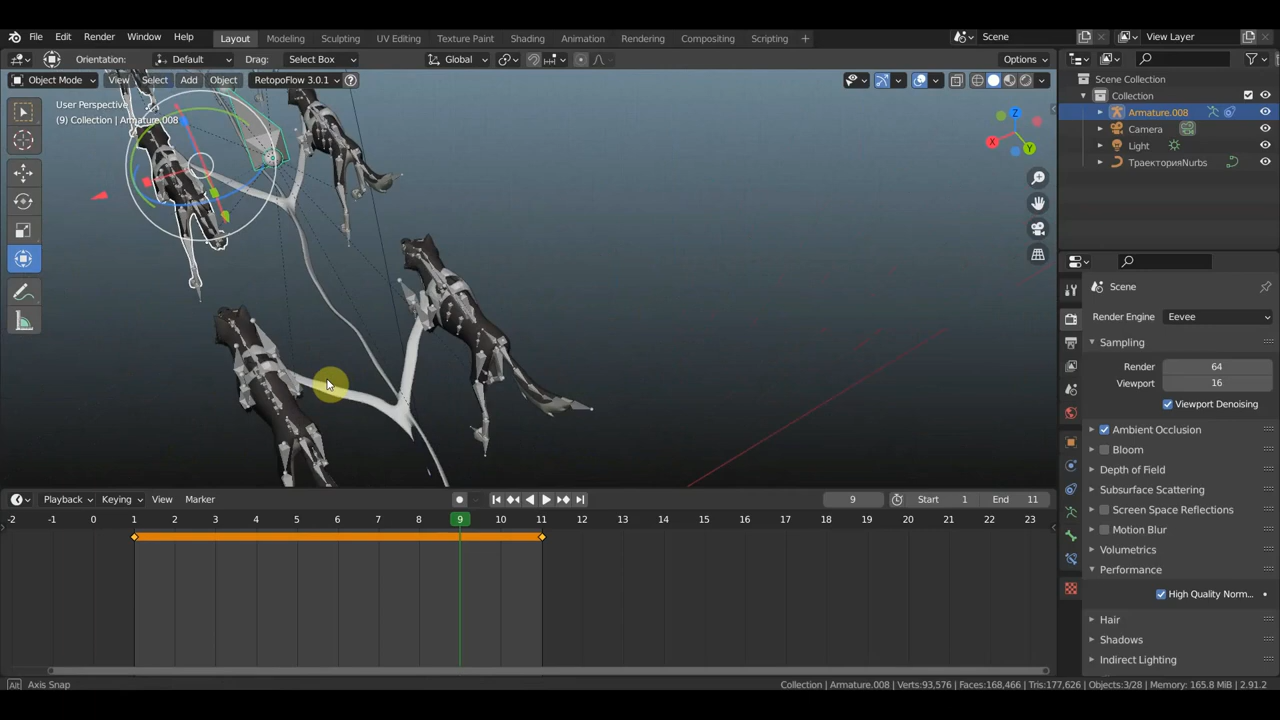 File Edit Render Window Help Layout Modeling Sculpting UV Editing Texture Paint Shading Animation Rendering Compositing Scripting + Scene View Layer
Orientation: Default Drag: Select Box Global Options
Object Mode View Select Add Object RetopoFlow 3.0.1 ?
Scene Collection
Collection
Armature.008
Camera
Light
ТраекторияNurbs
User Perspective
(9) Collection | Armature.008
Z
X
Y
Scene
Render Engine Eevee
Sampling
Render 64
Viewport 16
Viewport Denoising
Ambient Occlusion
Bloom
Depth of Field
Subsurface Scattering
Screen Space Reflections
Motion Blur
Volumetrics
Performance
High Quality Norm...
Hair
Shadows
Indirect Lighting
Playback Keying View Marker 9 Start 1 End 11
-2 -1 0 1 2 3 4 5 6 7 8 9 10 11 12 13 14 15 16 17 18 19 20 21 22 23
Alt Axis Snap Collection | Armature.008 | Verts:93,576 | Faces:168,466 | Tris:177,626 | Objects:3/28 | Memory: 165.8 MiB | 2.91.2